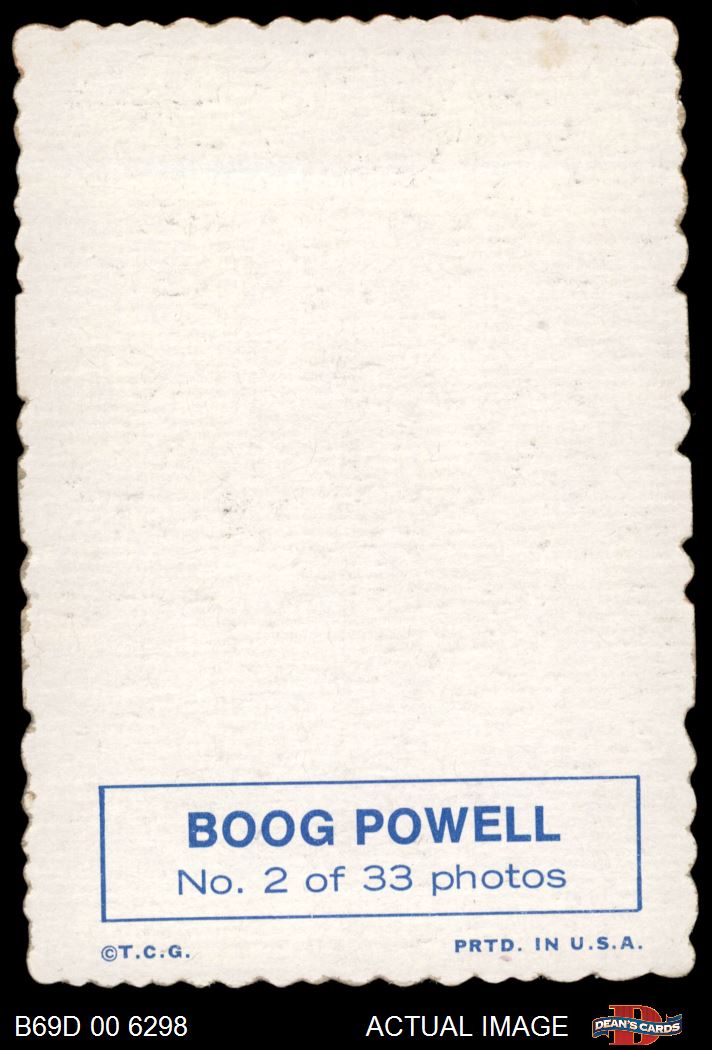 BOOG POWELL
No. 2 of 33 photos
©T.C.G. PRTD. IN U.S.A.
B69D 00 6298 ACTUAL IMAGE DEAN'S CARDS